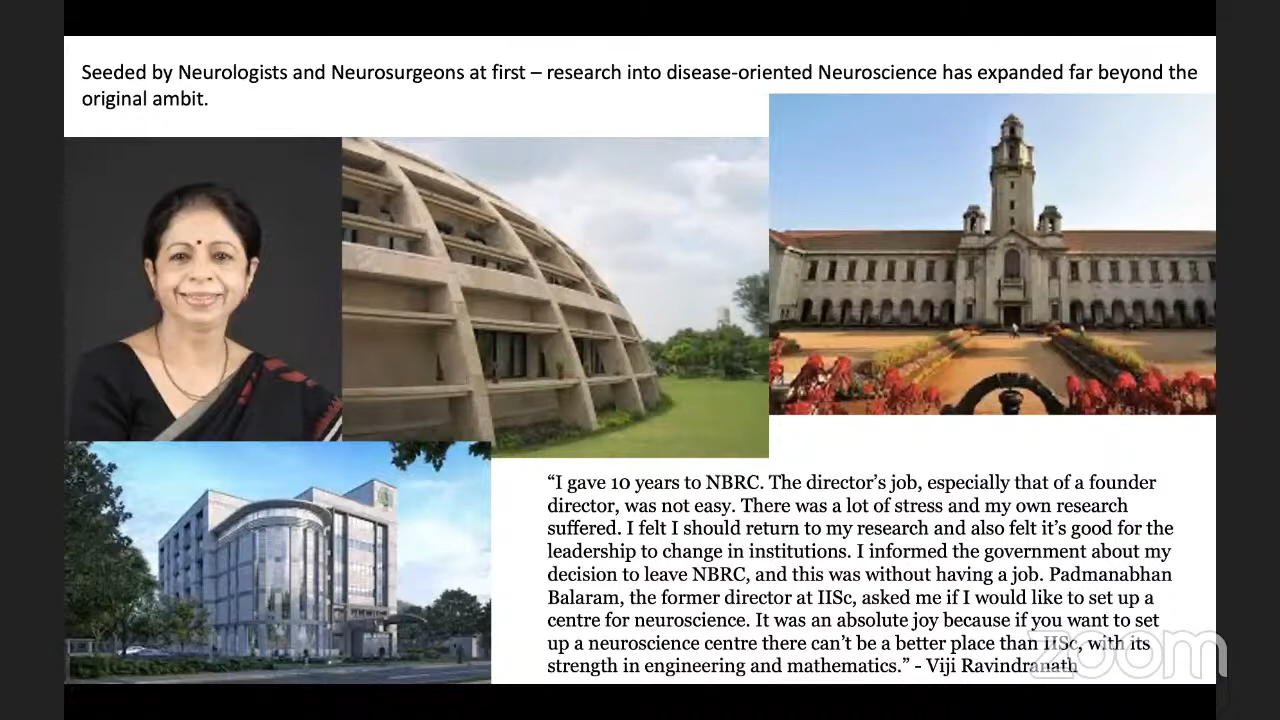 Seeded by Neurologists and Neurosurgeons at first – research into disease-oriented Neuroscience has expanded far beyond the
original ambit.
“I gave 10 years to NBRC. The director’s job, especially that of a founder
director, was not easy. There was a lot of stress and my own research
suffered. I felt I should return to my research and also felt it’s good for the
leadership to change in institutions. I informed the government about my
decision to leave NBRC, and this was without having a job. Padmanabhan
Balaram, the former director at IISc, asked me if I would like to set up a
centre for neuroscience. It was an absolute joy because if you want to set
up a neuroscience centre there can’t be a better place than IISc, with its
strength in engineering and mathematics.” - Viji Ravindranath
zoom